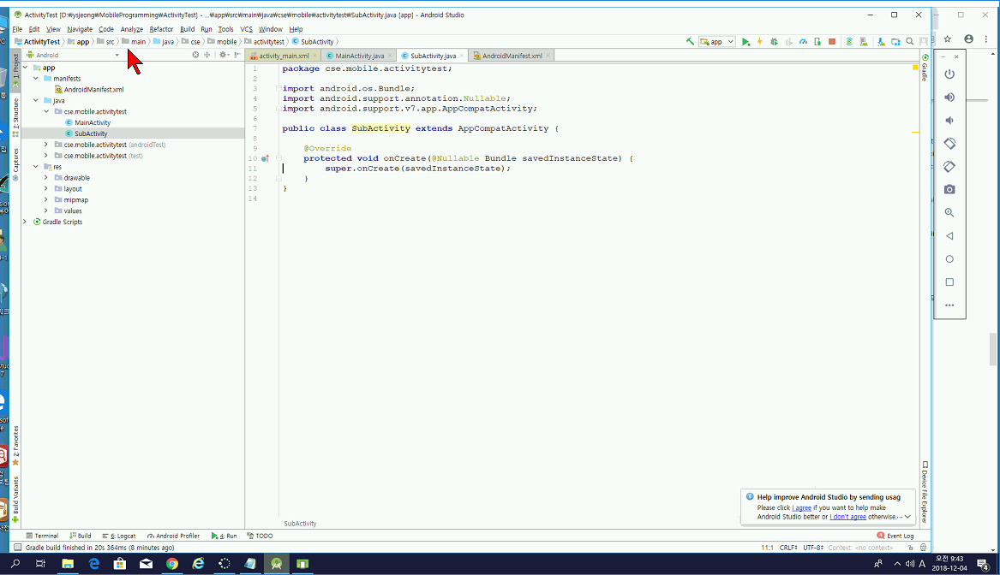 ActivityTest [D:₩ysjeong₩MobileProgramming₩ActivityTest] - ...₩app₩src₩main₩java₩cse₩mobile₩activitytest₩SubActivity.java [app] - Android Studio
File Edit View Navigate Code Analyze Refactor Build Run Tools VCS Window Help
ActivityTest app src main java cse mobile activitytest SubActivity
app
Android
activity_main.xml MainActivity.java SubActivity.java AndroidManifest.xml
1: Project
Z: Structure
Captures
2: Favorites
Build Variants
app
manifests
AndroidManifest.xml
java
cse.mobile.activitytest
MainActivity
SubActivity
cse.mobile.activitytest (androidTest)
cse.mobile.activitytest (test)
res
drawable
layout
mipmap
values
Gradle Scripts
1 package cse.mobile.activitytest;
2
3 import android.os.Bundle;
4 import android.support.annotation.Nullable;
5 import android.support.v7.app.AppCompatActivity;
6
7 public class SubActivity extends AppCompatActivity {
8
9 @Override
10 protected void onCreate(@Nullable Bundle savedInstanceState) {
11 super.onCreate(savedInstanceState);
12 }
13 }
14
Gradle
Device File Explorer
Help improve Android Studio by sending usag
Please click I agree if you want to help make
Android Studio better or I don't agree otherwise....
SubActivity
Terminal Build 6: Logcat Android Profiler 4: Run TODO
4 Event Log
Gradle build finished in 20s 364ms (8 minutes ago)
11:1 CRLF UTF-8 Context: <no context>
A 오전 9:43
2018-12-04
4